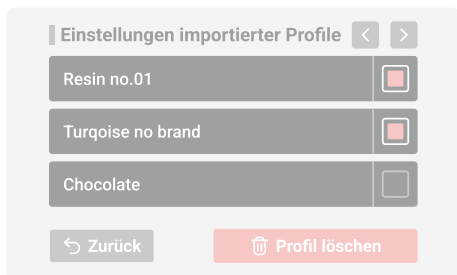 Einstellungen importierter Profile
Resin no.01
Turqoise no brand
Chocolate
Zurück
Profil löschen